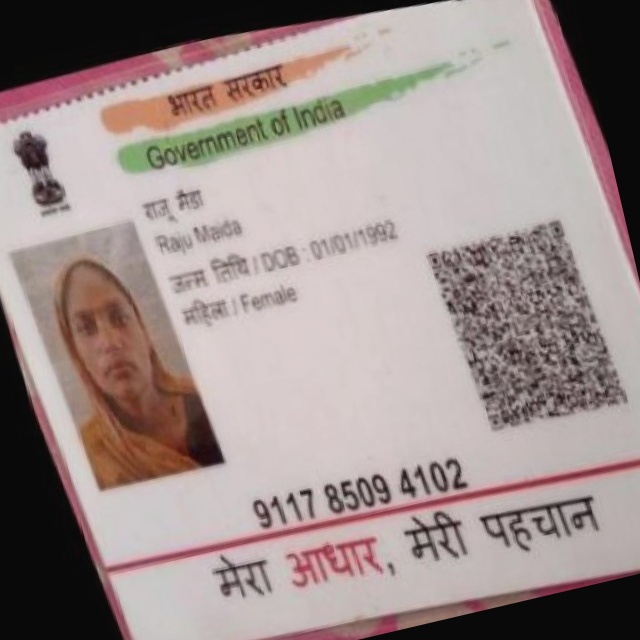 भारत सरकार
Government of India
राजू मैडा
Raju Maida
जन्म तिथि / DOB : 01/01/1992
महिला / Female
9117 8509 4102
मेरा आधार, मेरी पहचान